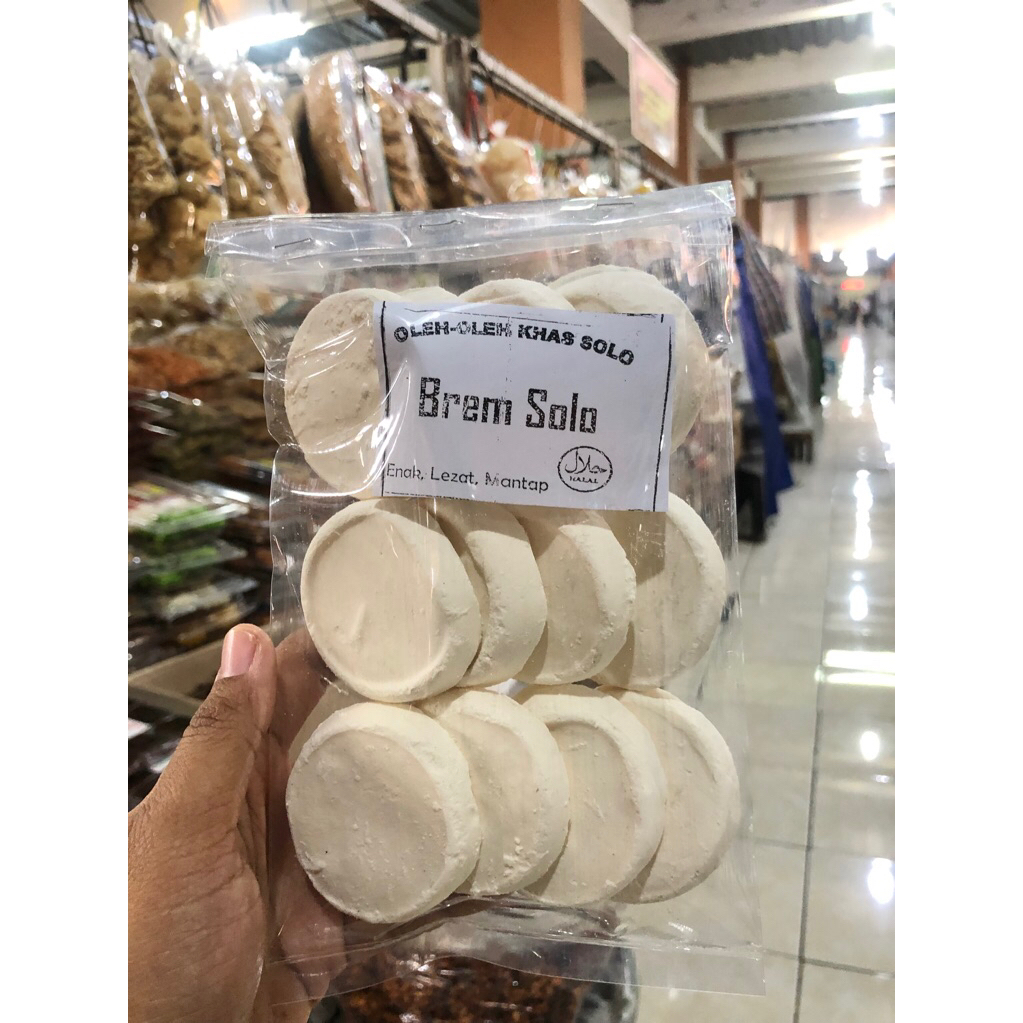 OLEH-OLEH KHAS SOLO
Brem Solo
Enak, Lezat, Mantap
حلال
HALAL